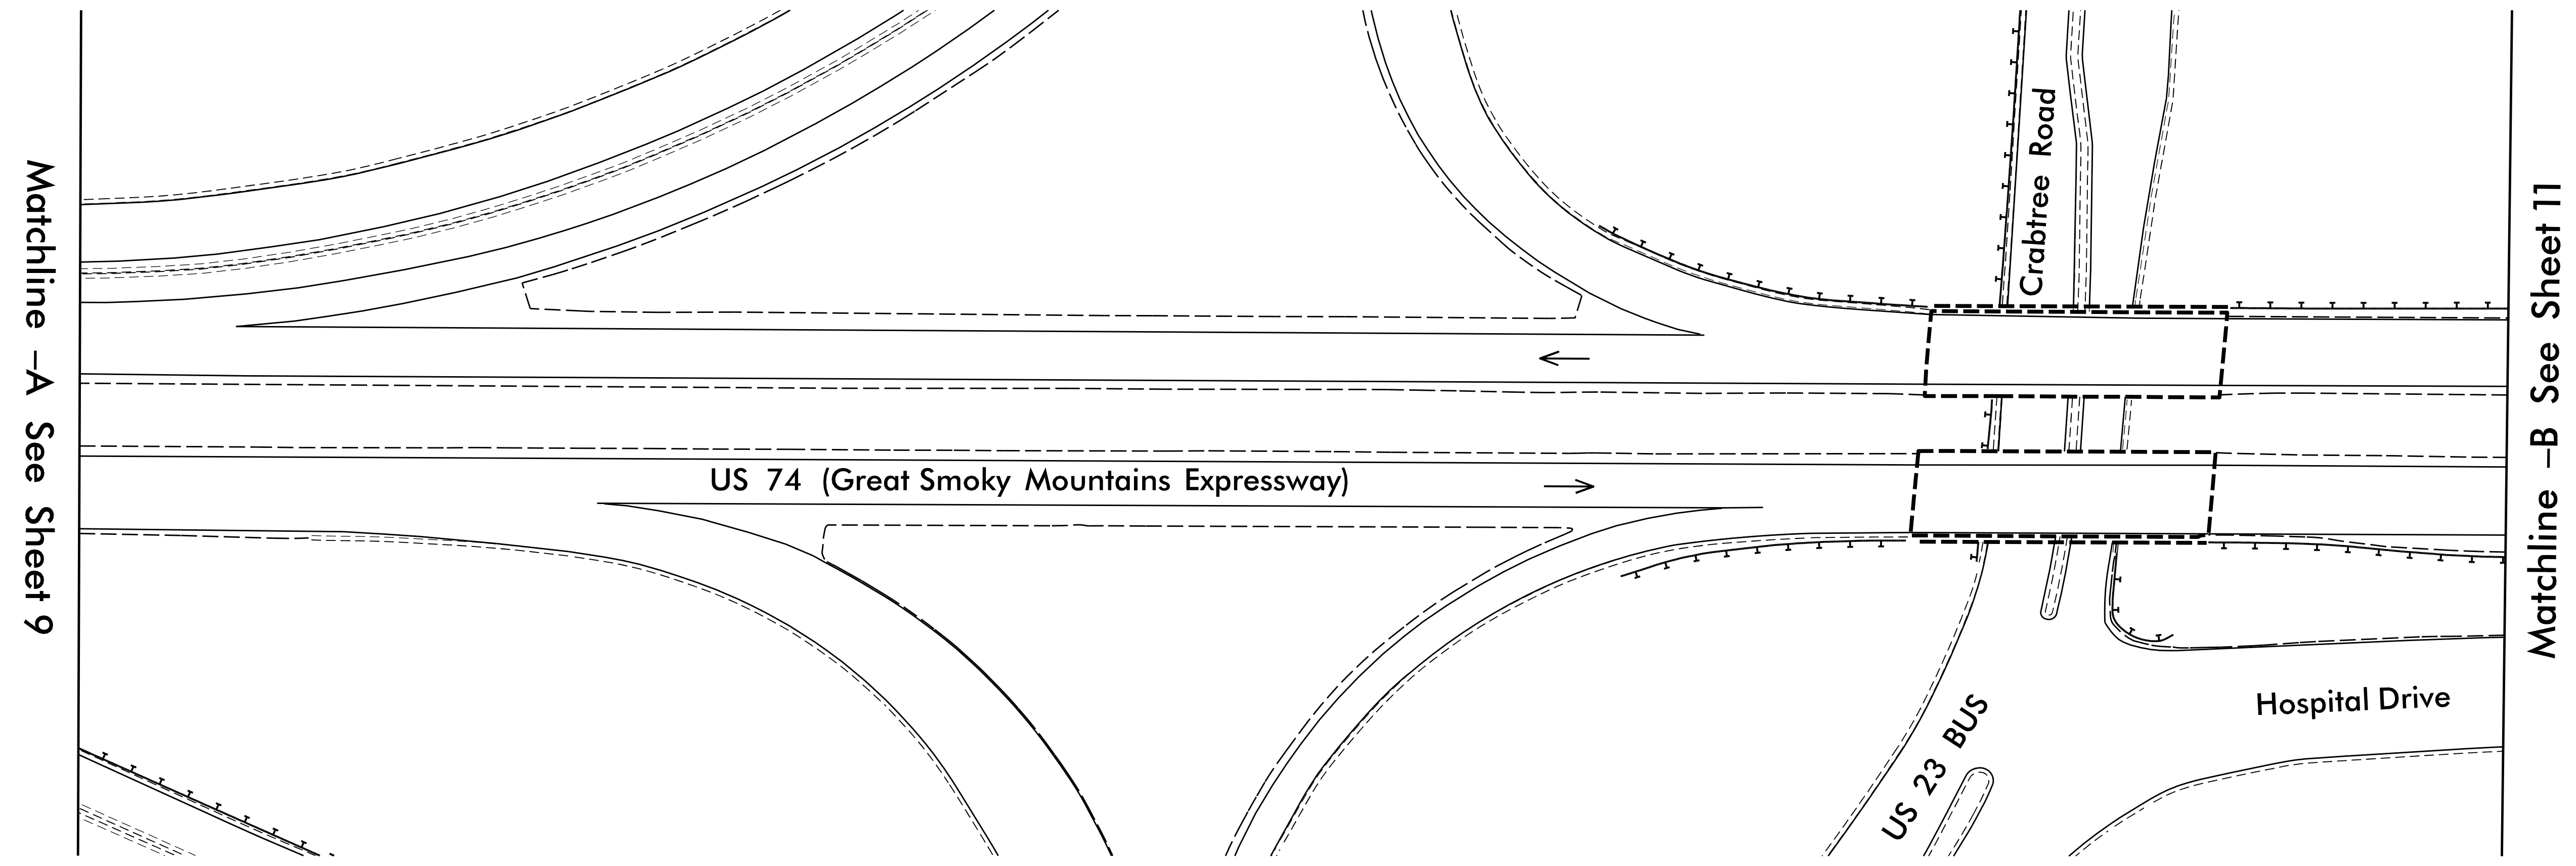 Matchline -A See Sheet 9
US 74 (Great Smoky Mountains Expressway)
Crabtree Road
US 23 BUS
Hospital Drive
Matchline -B See Sheet 11